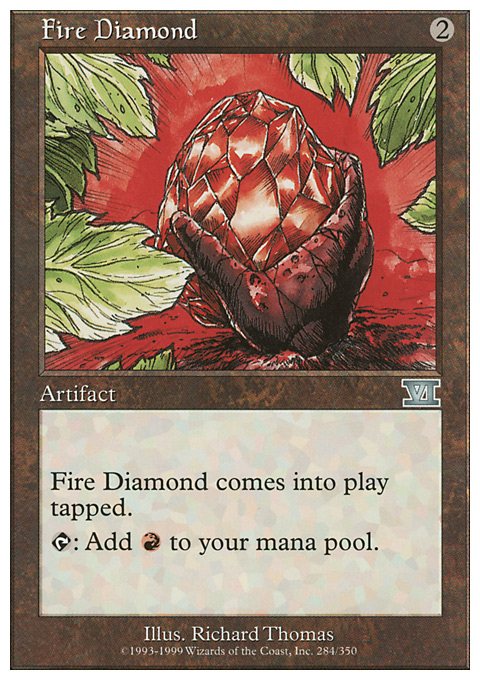 Fire Diamond 2
Artifact VI
Fire Diamond comes into play
tapped.
: Add to your mana pool.
Illus. Richard Thomas
©1993-1999 Wizards of the Coast, Inc. 284/350